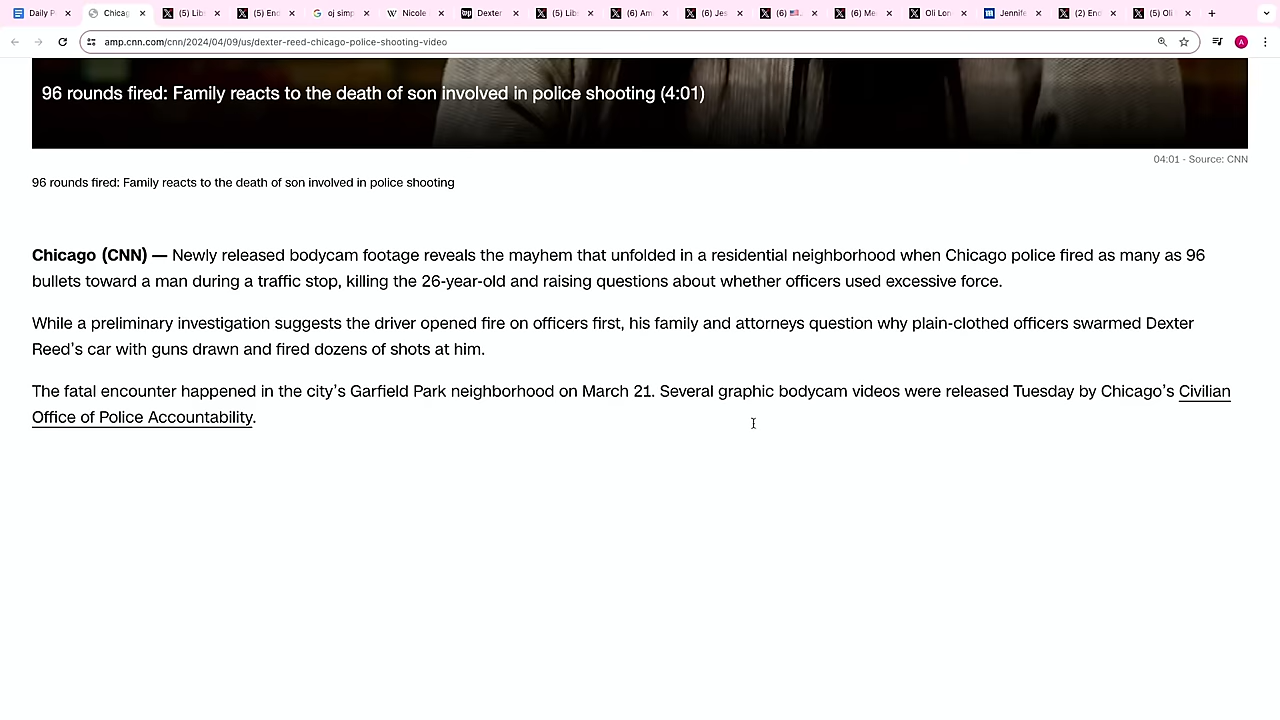 Daily P
Chicag
(5) Lib
(5) End
oj simp
Nicole
Dexter
(5) Lib
(6) Am
(6) Jes
(6)
(6) Me
Oli Lon
Jennife
(2) End
(5) Oli
amp.cnn.com/cnn/2024/04/09/us/dexter-reed-chicago-police-shooting-video
A
96 rounds fired: Family reacts to the death of son involved in police shooting (4:01)
04:01 - Source: CNN
96 rounds fired: Family reacts to the death of son involved in police shooting
Chicago (CNN) — Newly released bodycam footage reveals the mayhem that unfolded in a residential neighborhood when Chicago police fired as many as 96
bullets toward a man during a traffic stop, killing the 26-year-old and raising questions about whether officers used excessive force.
While a preliminary investigation suggests the driver opened fire on officers first, his family and attorneys question why plain-clothed officers swarmed Dexter
Reed’s car with guns drawn and fired dozens of shots at him.
The fatal encounter happened in the city’s Garfield Park neighborhood on March 21. Several graphic bodycam videos were released Tuesday by Chicago’s Civilian
Office of Police Accountability.